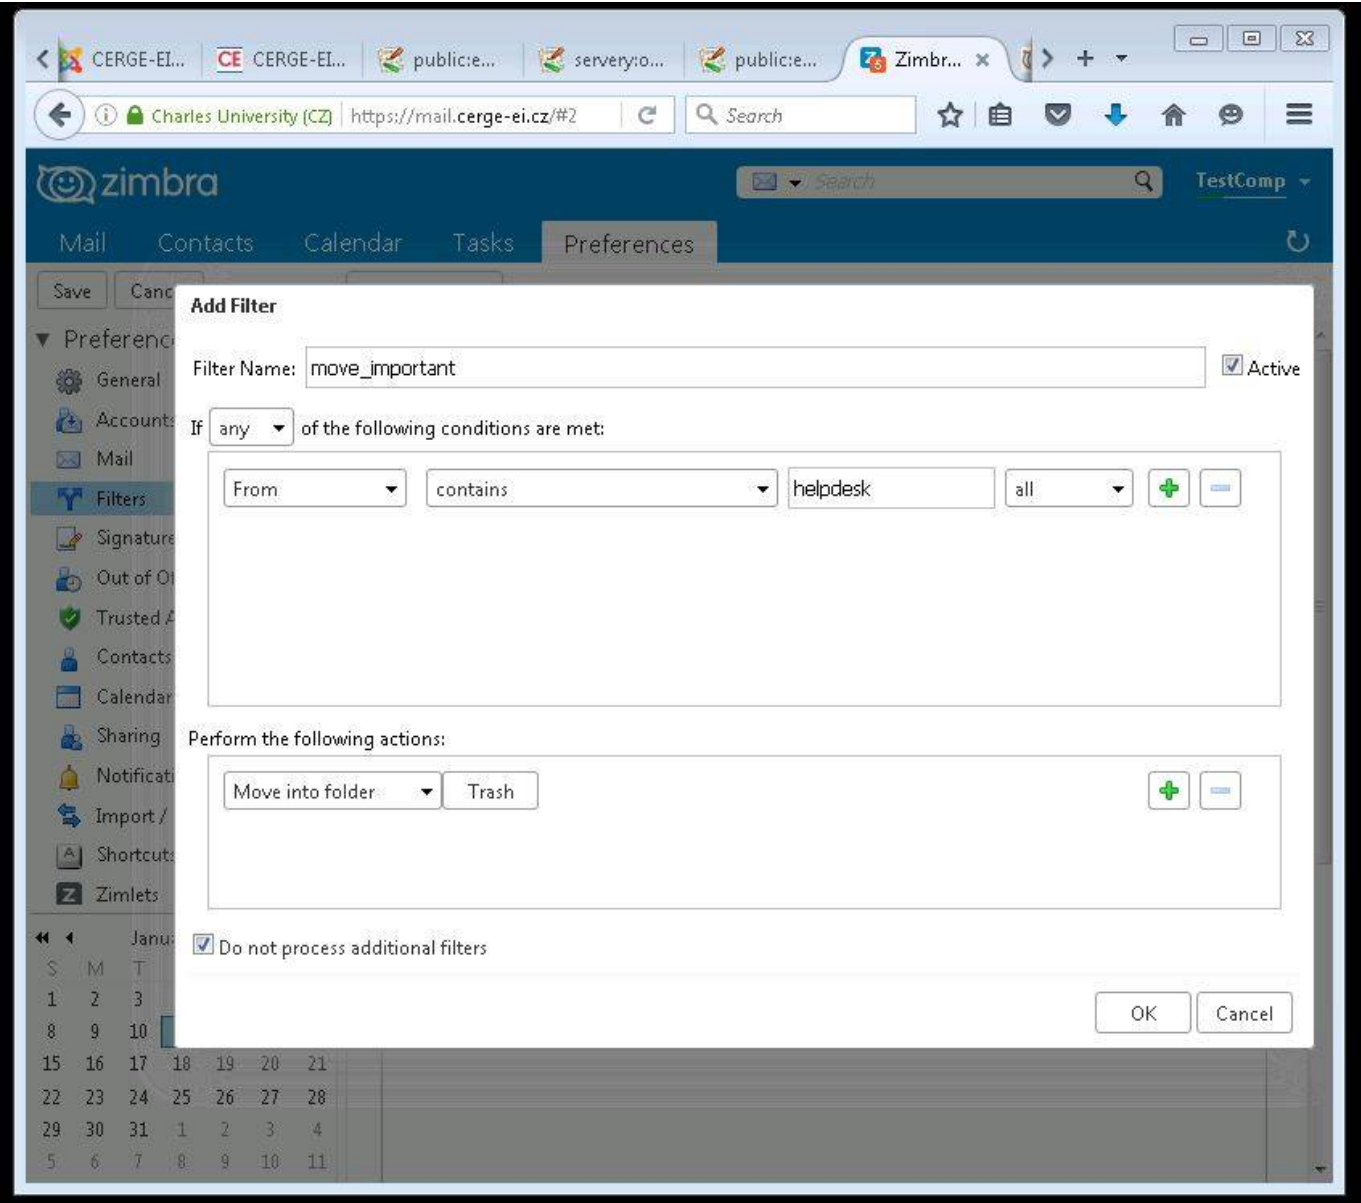 CERGE-EI... CE CERGE-EI... public:e... servery:o... public:e... Zimbr...
Charles University (CZ) https://mail.cerge-ei.cz/#2 Search
zimbra Search TestComp
Mail Contacts Calendar Tasks Preferences
Save Canc
Add Filter
Preferenc
Filter Name: move_important Active
General
Accounts
If any of the following conditions are met:
Mail
From contains helpdesk all
Filters
Signature
Out of Of
Trusted A
Contacts
Calendar
Sharing
Perform the following actions:
Notificati
Move into folder Trash
Import /
Shortcuts
Z Zimlets
Janua
Do not process additional filters
S M T
1 2 3
OK Cancel
8 9 10
15 16 17 18 19 20 21
22 23 24 25 26 27 28
29 30 31 1 2 3 4
5 6 7 8 9 10 11